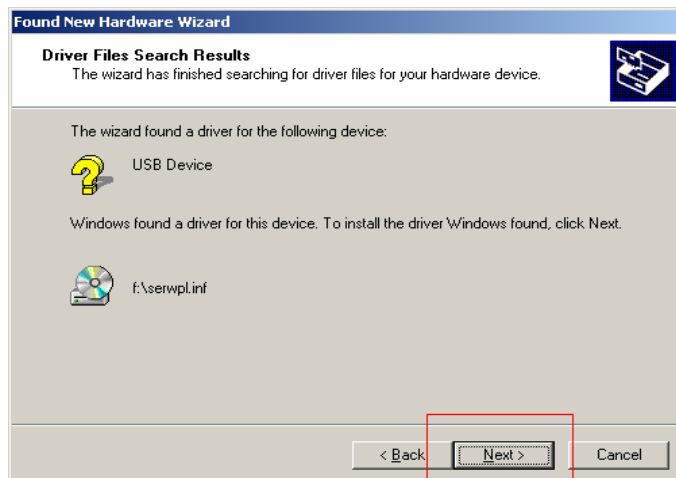 Found New Hardware Wizard
Driver Files Search Results
The wizard has finished searching for driver files for your hardware device.
The wizard found a driver for the following device:
USB Device
Windows found a driver for this device. To install the driver Windows found, click Next.
f:\serwpl.inf
< Back Next > Cancel